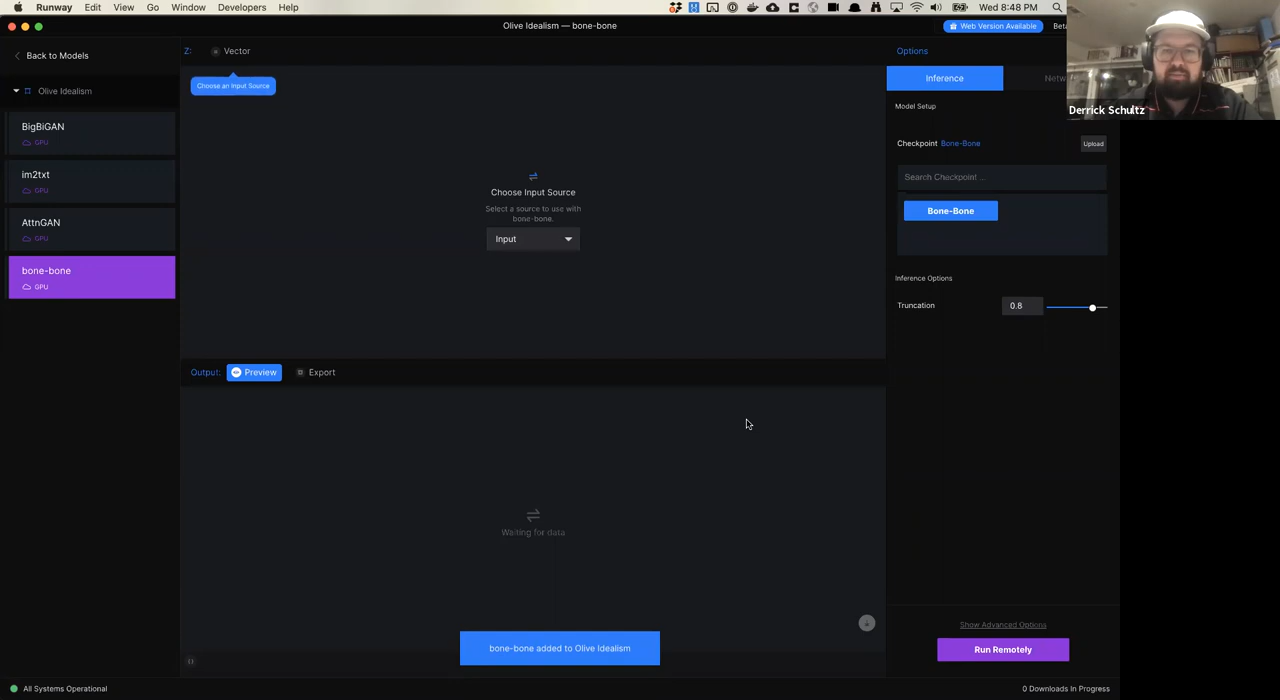 Runway Edit View Go Window Developers Help
Wed 8:48 PM
Olive Idealism — bone-bone
Web Version Available
Beta
Derrick Schultz
Back to Models
Olive Idealism
BigBiGAN
GPU
im2txt
GPU
AttnGAN
GPU
bone-bone
GPU
Z: Vector
Choose an Input Source
Choose Input Source
Select a source to use with
bone-bone.
Input
Output: Preview Export
Waiting for data
bone-bone added to Olive Idealism
Options
Inference
Netw
Model Setup
Checkpoint Bone-Bone
Upload
Search Checkpoint ...
Bone-Bone
Inference Options
Truncation 0.8
Show Advanced Options
Run Remotely
All Systems Operational
0 Downloads In Progress